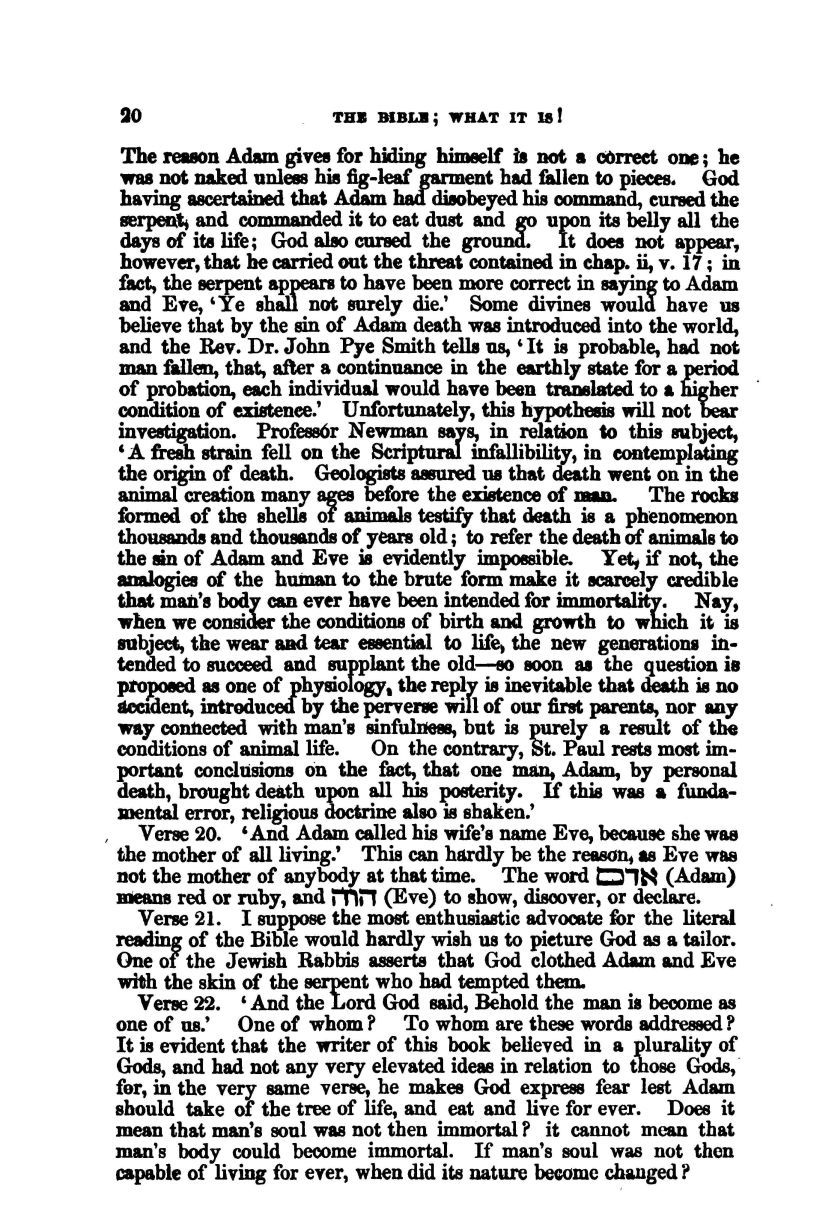 20 THE BIBLE; WHAT IT IS!
The reason Adam gives for hiding himself is not a correct one; he
was not naked unless his fig-leaf garment had fallen to pieces. God
having ascertained that Adam had disobeyed his command, cursed the
serpent, and commanded it to eat dust and go upon its belly all the
days of its life; God also cursed the ground. It does not appear,
however, that he carried out the threat contained in chap. ii, v. 17; in
fact, the serpent appears to have been more correct in saying to Adam
and Eve, ‘Ye shall not surely die.’ Some divines would have us
believe that by the sin of Adam death was introduced into the world,
and the Rev. Dr. John Pye Smith tells us, ‘It is probable, had not
man fallen, that, after a continuance in the earthly state for a period
of probation, each individual would have been translated to a higher
condition of existence.’ Unfortunately, this hypothesis will not bear
investigation. Professór Newman says, in relation to this subject,
‘A fresh strain fell on the Scriptural infallibility, in contemplating
the origin of death. Geologists assured us that death went on in the
animal creation many ages before the existence of man. The rocks
formed of the shells of animals testify that death is a phenomenon
thousands and thousands of years old; to refer the death of animals to
the sin of Adam and Eve is evidently impossible. Yet, if not, the
analogies of the human to the brute form make it scarcely credible
that man's body can ever have been intended for immortality. Nay,
when we consider the conditions of birth and growth to which it is
subject, the wear and tear essential to life, the new generations in-
tended to succeed and supplant the old—so soon as the question is
proposed as one of physiology, the reply is inevitable that death is no
accident, introduced by the perverse will of our first parents, nor any
way connected with man's sinfulness, but is purely a result of the
conditions of animal life. On the contrary, St. Paul rests most im-
portant conclusions on the fact, that one man, Adam, by personal
death, brought death upon all his posterity. If this was a funda-
mental error, religious doctrine also is shaken.’
Verse 20. ‘And Adam called his wife's name Eve, because she was
the mother of all living.’ This can hardly be the reason, as Eve was
not the mother of anybody at that time. The word אדם (Adam)
means red or ruby, and חוה (Eve) to show, discover, or declare.
Verse 21. I suppose the most enthusiastic advocate for the literal
reading of the Bible would hardly wish us to picture God as a tailor.
One of the Jewish Rabbis asserts that God clothed Adam and Eve
with the skin of the serpent who had tempted them.
Verse 22. ‘And the Lord God said, Behold the man is become as
one of us.’ One of whom? To whom are these words addressed?
It is evident that the writer of this book believed in a plurality of
Gods, and had not any very elevated ideas in relation to those Gods,
for, in the very same verse, he makes God express fear lest Adam
should take of the tree of life, and eat and live for ever. Does it
mean that man's soul was not then immortal? it cannot mean that
man's body could become immortal. If man's soul was not then
capable of living for ever, when did its nature become changed?